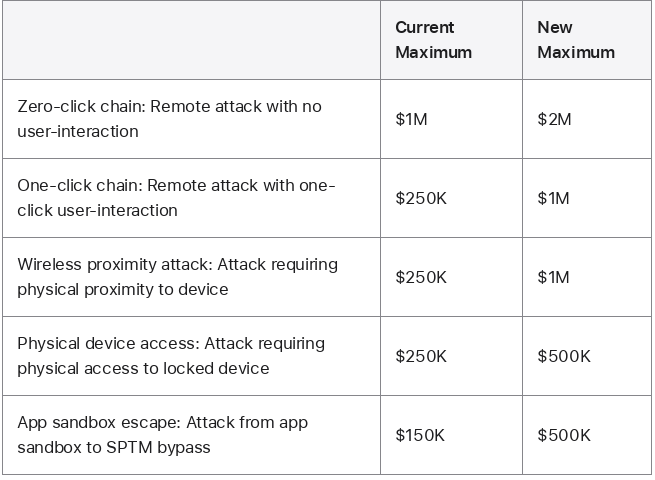 Current
Maximum
New
Maximum
Zero-click chain: Remote attack with no
user-interaction
$1M
$2M
One-click chain: Remote attack with one-
click user-interaction
$250K
$1M
Wireless proximity attack: Attack requiring
physical proximity to device
$250K
$1M
Physical device access: Attack requiring
physical access to locked device
$250K
$500K
App sandbox escape: Attack from app
sandbox to SPTM bypass
$150K
$500K